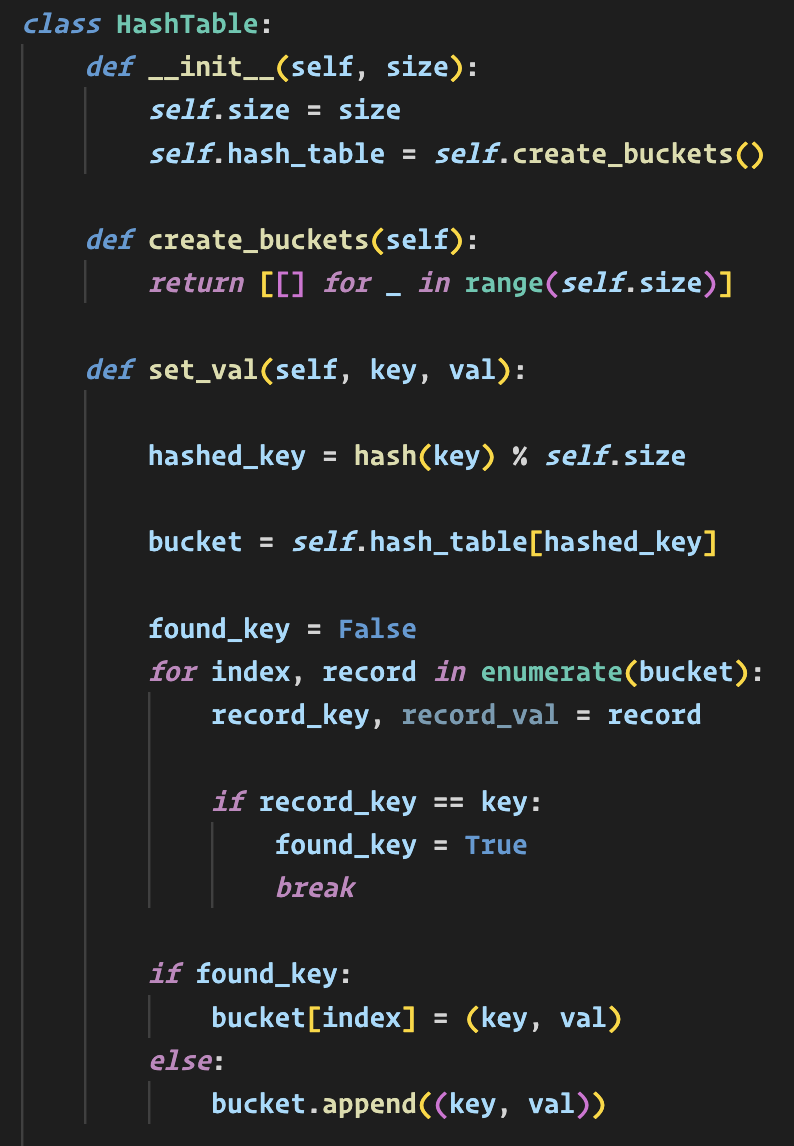 class HashTable:
    def __init__(self, size):
        self.size = size
        self.hash_table = self.create_buckets()
    def create_buckets(self):
        return [[] for _ in range(self.size)]
    def set_val(self, key, val):
        hashed_key = hash(key) % self.size
        bucket = self.hash_table[hashed_key]
        found_key = False
        for index, record in enumerate(bucket):
            record_key, record_val = record
            if record_key == key:
                found_key = True
                break
        if found_key:
            bucket[index] = (key, val)
        else:
            bucket.append((key, val))